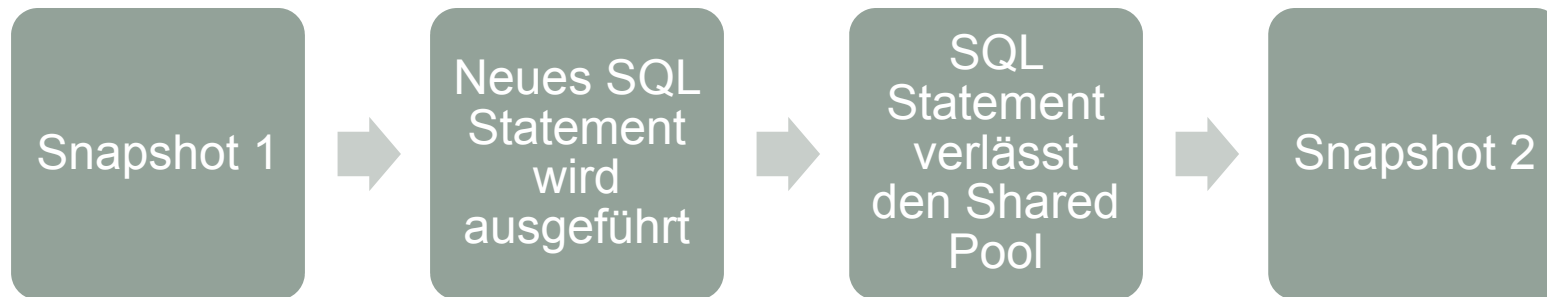 Snapshot 1
Neues SQL
Statement
wird
ausgeführt
SQL
Statement
verlässt
den Shared
Pool
Snapshot 2